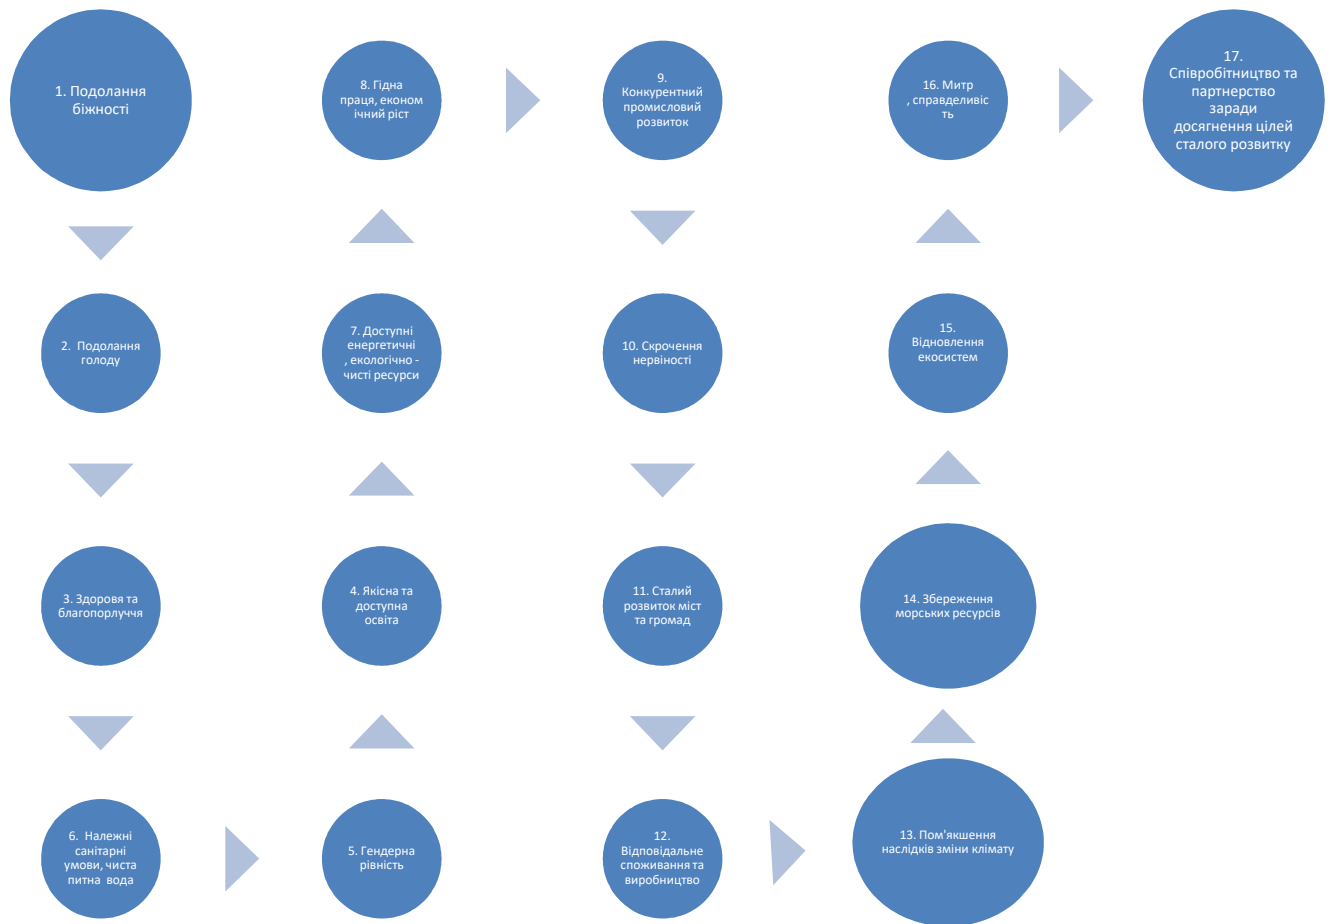 1. Подолання
біжності
2.  Подолання
голоду
3. Здоровя та
благопорлуччя
6.  Належні
санітарні
умови, чиста
питна  вода
5. Гендерна
рівність
4. Якісна та
доступна
освіта
7. Доступні
енергетичні
, екологічно -
чисті ресурси
8. Гідна
праця, економ
ічний ріст
9.
Конкурентний
промисловий
розвиток
10. Скрочення
нервіності
11. Сталий
розвиток міст
та громад
12.
Відповідальне
споживання та
виробництво
13. Пом'якшення
наслідків зміни клімату
14. Збереження
морських ресурсів
15.
Відновлення
екосистем
16. Митр
, справделивіс
ть
17.
Співробітництво та
партнерство
заради
досягнення цілей
сталого розвитку